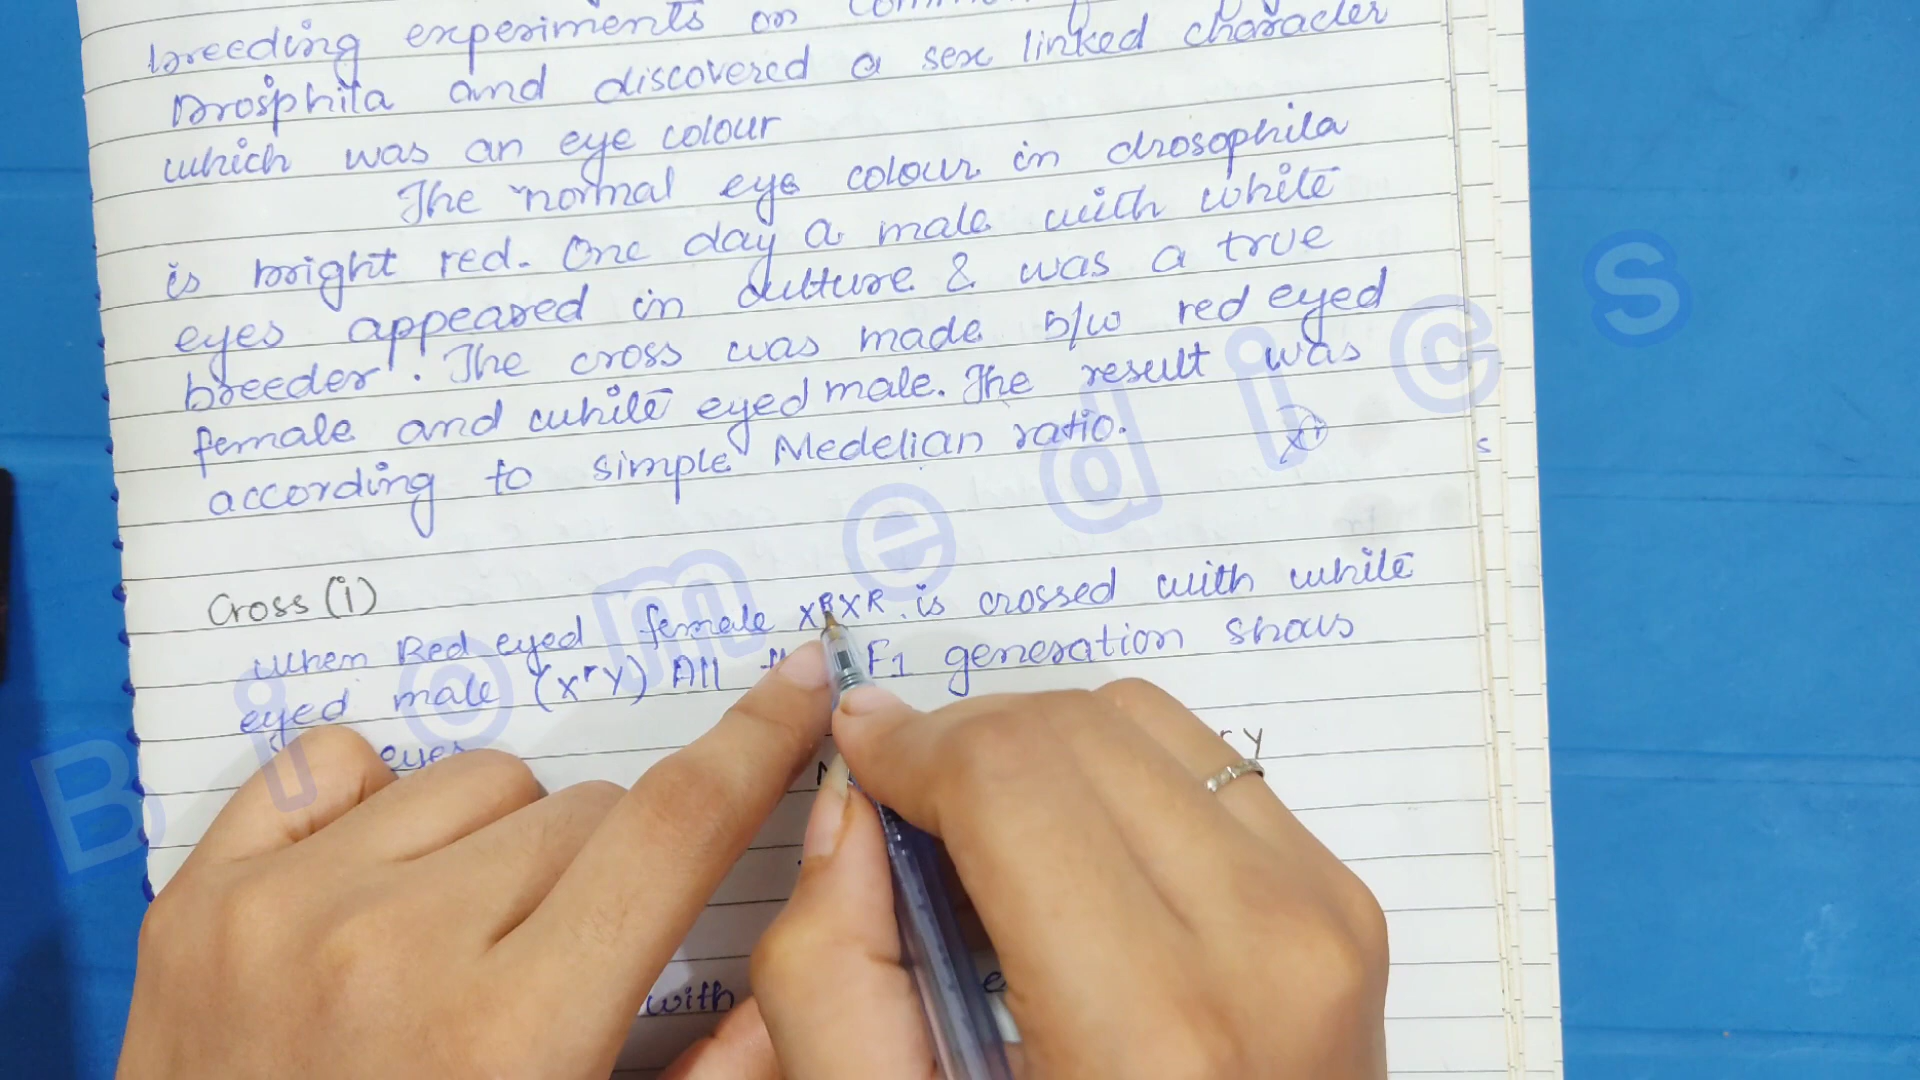 breeding experiments on
Drosphila and discovered a sex linked character
which was an eye colour
The normal eye colour in drosophila
is bright red. One day a male with white
eyes appeared in culture & was a true
breeder. The cross was made b/w red eyed
female and white eyed male. The result was
according to simple Medelian ratio.
Cross (i)
When Red eyed female XRXR is crossed with white
eyed male (XrY) All F1 generation shows
eyes
r Y
with
Biomedics